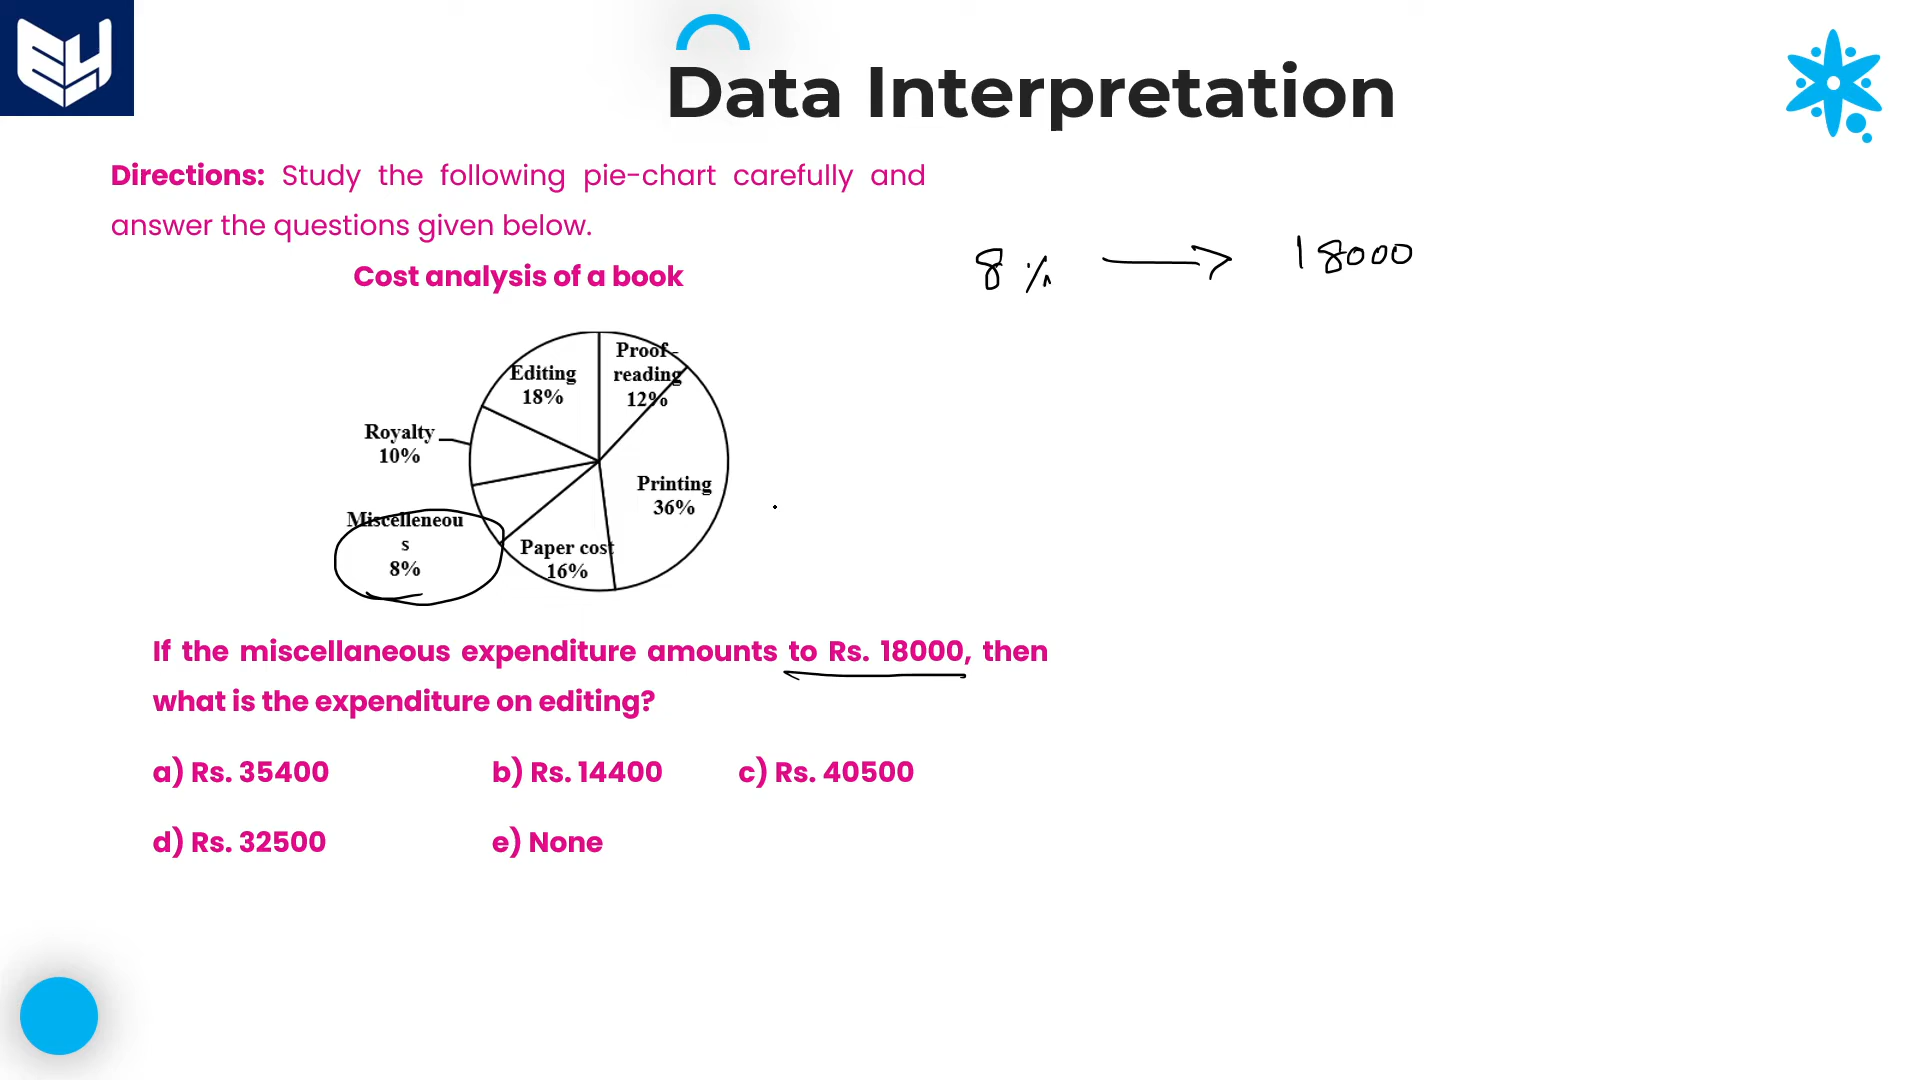 EY
Data Interpretation
Directions: Study the following pie-chart carefully and
answer the questions given below.
8% → 18000
Cost analysis of a book
Proof -
reading
12%
Editing
18%
Royalty
10%
Printing
36%
Miscelleneou
s
8%
Paper cost
16%
If the miscellaneous expenditure amounts to Rs. 18000, then
what is the expenditure on editing?
a) Rs. 35400 b) Rs. 14400 c) Rs. 40500
d) Rs. 32500 e) None